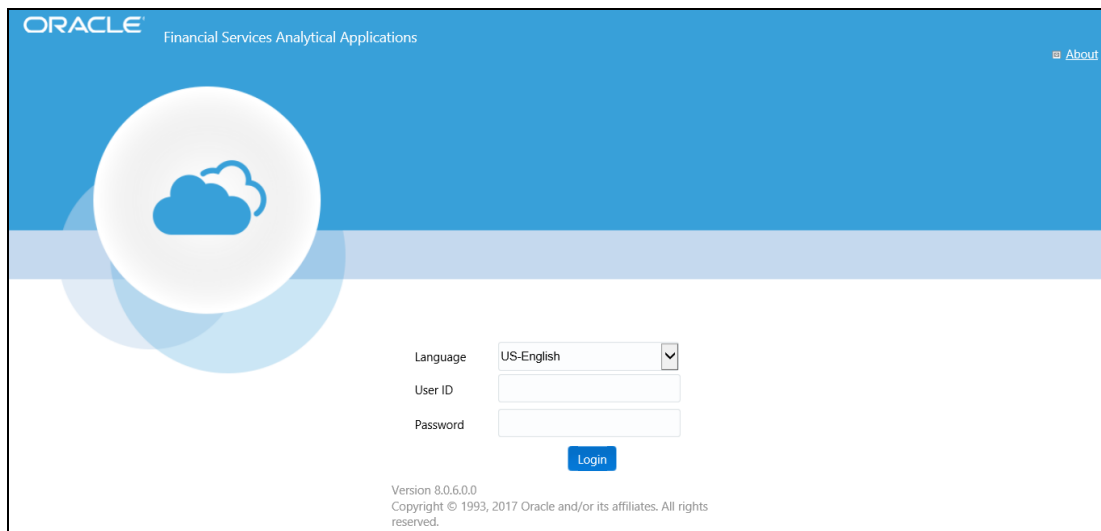 ORACLE
Financial Services Analytical Applications
About
Language US-English
User ID
Password
Login
Version 8.0.6.0.0
Copyright © 1993, 2017 Oracle and/or its affiliates. All rights
reserved.